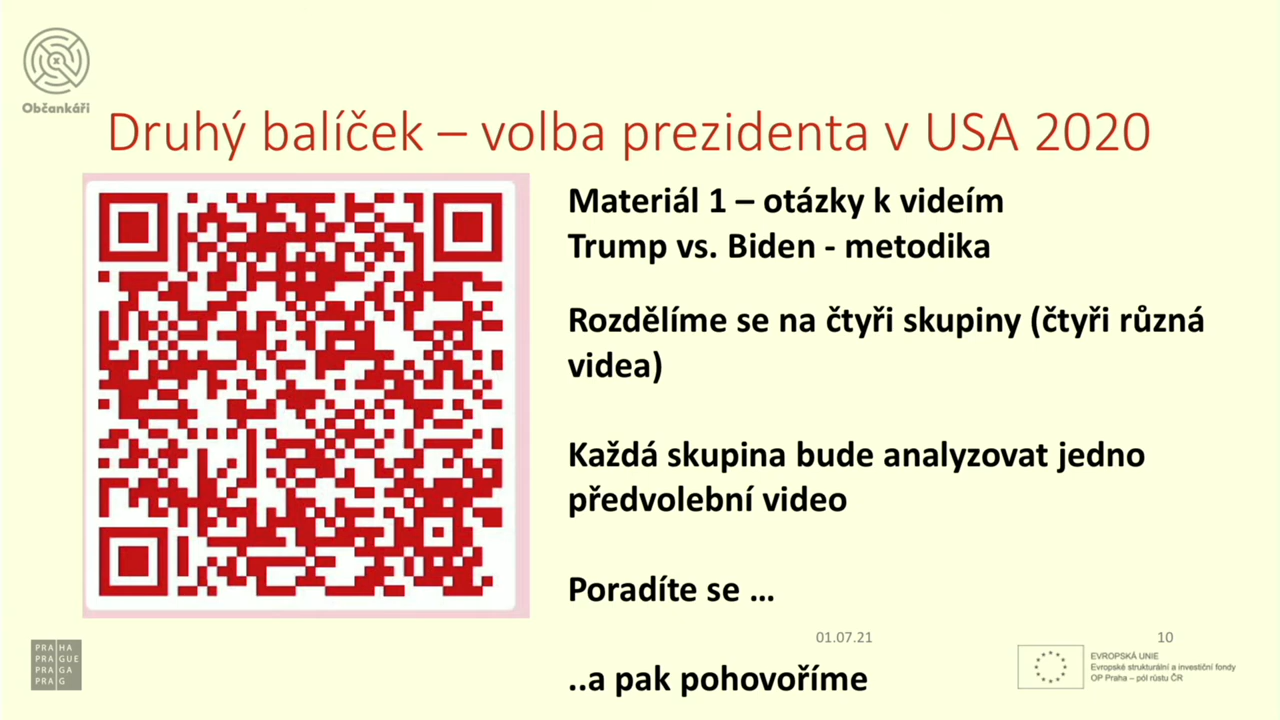 Občankáři
Druhý balíček – volba prezidenta v USA 2020
Materiál 1 – otázky k videím
Trump vs. Biden - metodika
Rozdělíme se na čtyři skupiny (čtyři různá
videa)
Každá skupina bude analyzovat jedno
předvolební video
Poradíte se …
..a pak pohovoříme
01.07.21
10
PRA HA
PRA GUE
PRA GA
PRA G
EVROPSKÁ UNIE
Evropské strukturální a investiční fondy
OP Praha – pól růstu ČR